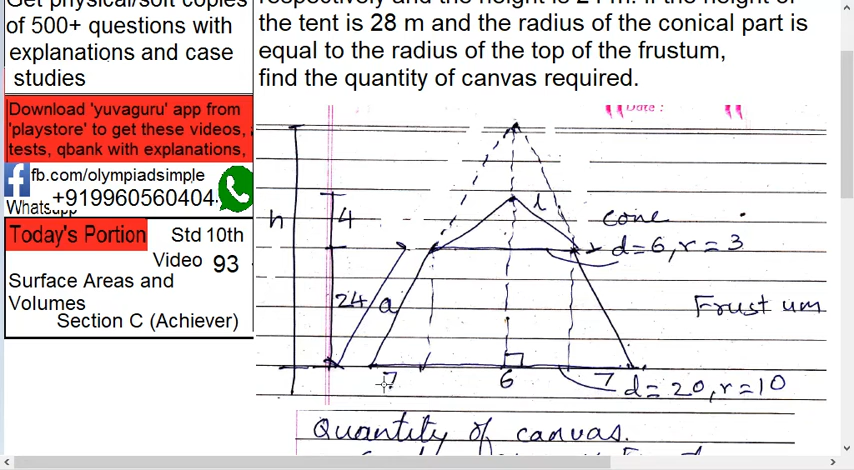 Get physical/soft copies
of 500+ questions with
explanations and case
studies
Download 'yuvaguru' app from
'playstore' to get these videos,
tests, qbank with explanations,
fb.com/olympiadsimple
Whatsapp +919960560404
Today's Portion Std 10th
Video 93
Surface Areas and
Volumes
Section C (Achiever)
respectively and the height is 24 m. If the height of
the tent is 28 m and the radius of the conical part is
equal to the radius of the top of the frustum,
find the quantity of canvas required.
Date :
h
4
l
cone
d=6, r=3
24
a
Frustum
7
6
7
d=20, r=10
Quantity of canvas.